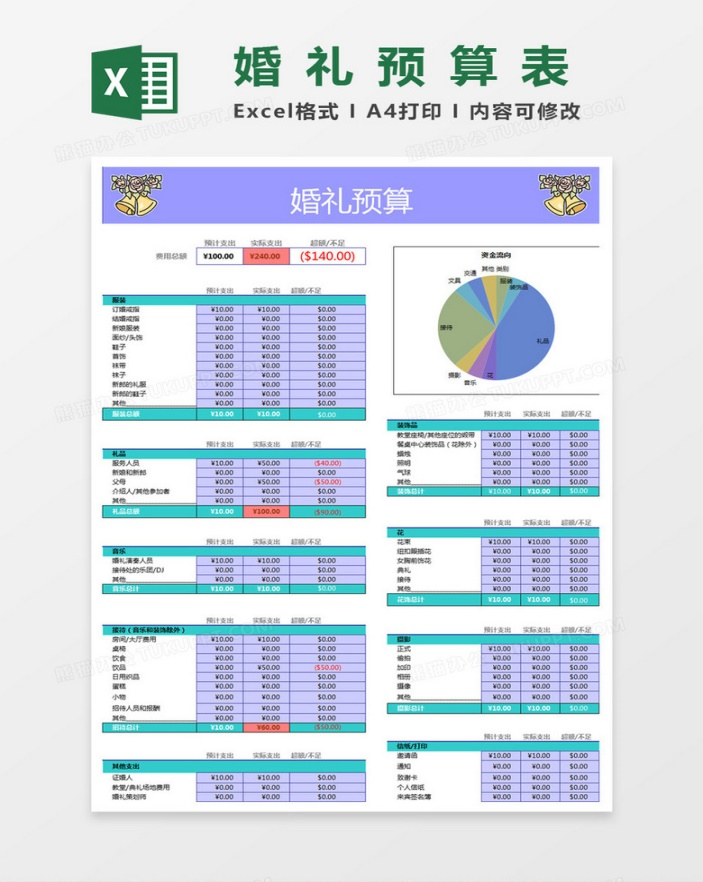 婚礼预算表
Excel格式 I A4打印 I 内容可修改
X
婚礼预算
预计支出 实际支出 超额/不足
费用总额 ¥100.00 ¥240.00 ($140.00)
资金流向
其他 类别
交通 服装
文具 装饰品
接待 礼品
摄影 音乐 花
预计支出 实际支出 超额/不足
服装
订婚戒指 ¥10.00 ¥10.00 $0.00
结婚戒指 ¥0.00 ¥0.00 $0.00
新娘服装 ¥0.00 ¥0.00 $0.00
面纱/头饰 ¥0.00 ¥0.00 $0.00
鞋子 ¥0.00 ¥0.00 $0.00
首饰 ¥0.00 ¥0.00 $0.00
袜带 ¥0.00 ¥0.00 $0.00
袜子 ¥0.00 ¥0.00 $0.00
新郎的礼服 ¥0.00 ¥0.00 $0.00
新郎的鞋子 ¥0.00 ¥0.00 $0.00
其他 ¥0.00 ¥0.00 $0.00
服装总额 ¥10.00 ¥10.00 $0.00
预计支出 实际支出 超额/不足
礼品
服务人员 ¥10.00 ¥50.00 ($40.00)
新娘和新郎 ¥0.00 ¥0.00 $0.00
父母 ¥0.00 ¥50.00 ($50.00)
介绍人/其他参加者 ¥0.00 ¥0.00 $0.00
其他 ¥0.00 ¥0.00 $0.00
礼品总额 ¥10.00 ¥100.00 ($90.00)
预计支出 实际支出 超额/不足
音乐
婚礼演奏人员 ¥10.00 ¥10.00 $0.00
接待处的乐团/DJ ¥0.00 ¥0.00 $0.00
其他 ¥0.00 ¥0.00 $0.00
音乐总计 ¥10.00 ¥10.00 $0.00
预计支出 实际支出 超额/不足
接待（音乐和装饰除外）
房间/大厅费用 ¥10.00 ¥10.00 $0.00
桌椅 ¥0.00 ¥0.00 $0.00
饮食 ¥0.00 ¥0.00 $0.00
饮品 ¥0.00 ¥50.00 ($50.00)
日用织品 ¥0.00 ¥0.00 $0.00
蛋糕 ¥0.00 ¥0.00 $0.00
小物 ¥0.00 ¥0.00 $0.00
招待人员和报酬 ¥0.00 ¥0.00 $0.00
其他 ¥0.00 ¥0.00 $0.00
招待总计 ¥10.00 ¥60.00 ($50.00)
预计支出 实际支出 超额/不足
其他支出
证婚人 ¥10.00 ¥10.00 $0.00
教堂/典礼场地费用 ¥0.00 ¥0.00 $0.00
婚礼策划师 ¥0.00 ¥0.00 $0.00
预计支出 实际支出 超额/不足
装饰品
教堂座椅/其他座位的缎带 ¥10.00 ¥10.00 $0.00
餐桌中心装饰品（花除外） ¥0.00 ¥0.00 $0.00
蜡烛 ¥0.00 ¥0.00 $0.00
照明 ¥0.00 ¥0.00 $0.00
气球 ¥0.00 ¥0.00 $0.00
其他 ¥0.00 ¥0.00 $0.00
装饰总计 ¥10.00 ¥10.00 $0.00
预计支出 实际支出 超额/不足
花
花束 ¥10.00 ¥10.00 $0.00
纽扣眼插花 ¥0.00 ¥0.00 $0.00
女胸前饰花 ¥0.00 ¥0.00 $0.00
典礼 ¥0.00 ¥0.00 $0.00
接待 ¥0.00 ¥0.00 $0.00
其他 ¥0.00 ¥0.00 $0.00
花饰总计 ¥10.00 ¥10.00 $0.00
预计支出 实际支出 超额/不足
摄影
正式 ¥10.00 ¥10.00 $0.00
偷拍 ¥0.00 ¥0.00 $0.00
加印 ¥0.00 ¥0.00 $0.00
相册 ¥0.00 ¥0.00 $0.00
摄像 ¥0.00 ¥0.00 $0.00
其他 ¥0.00 ¥0.00 $0.00
摄影总计 ¥10.00 ¥10.00 $0.00
预计支出 实际支出 超额/不足
信纸/打印
邀请函 ¥10.00 ¥10.00 $0.00
通知 ¥0.00 ¥0.00 $0.00
致谢卡 ¥0.00 ¥0.00 $0.00
个人信纸 ¥0.00 ¥0.00 $0.00
来宾签名簿 ¥0.00 ¥0.00 $0.00